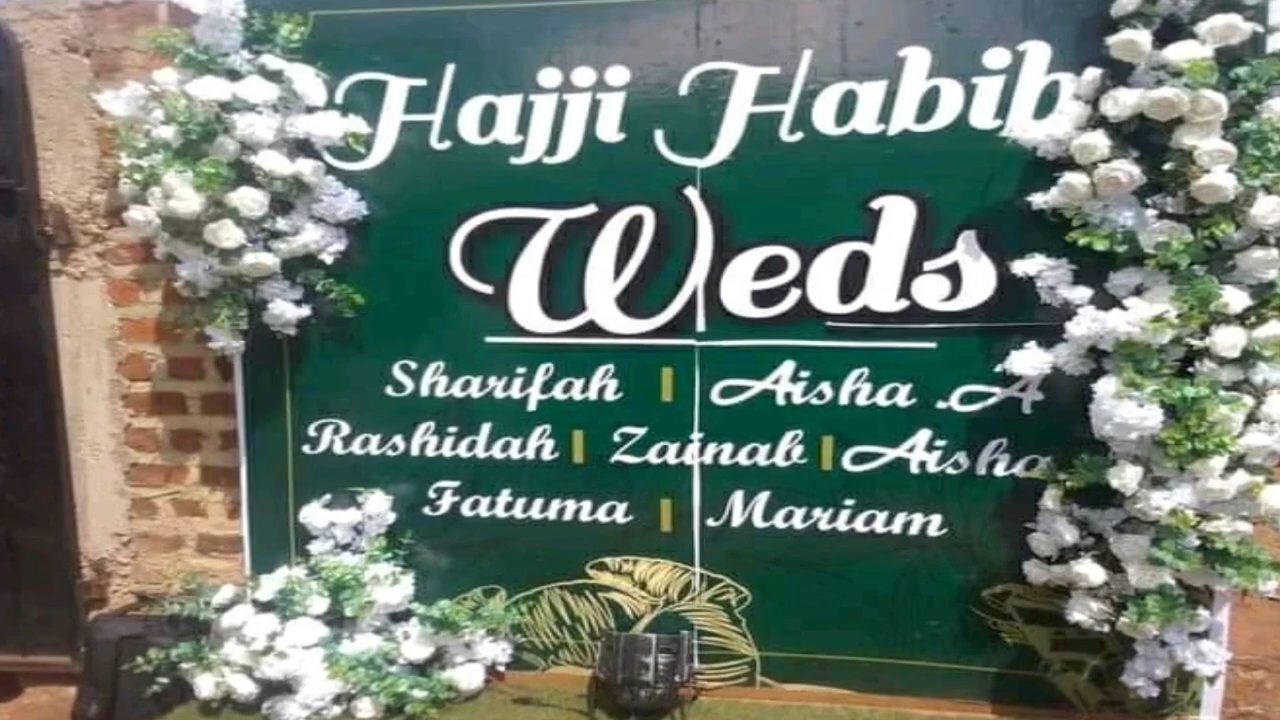 Hajji Habib
Weds
Sharifah | Aisha .A
Rashidah | Zainab | Aisha
Fatuma | Mariam